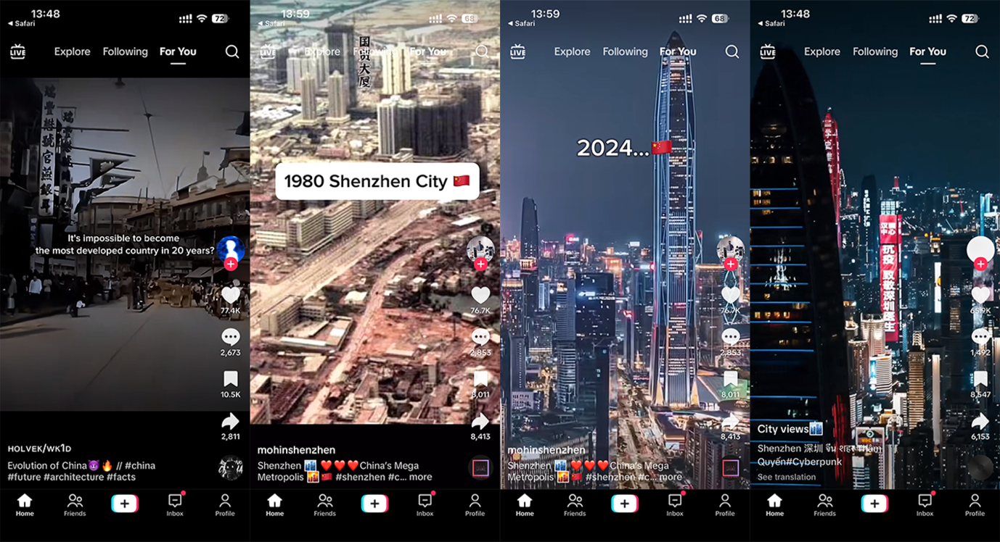 13:48
72
◀ Safari
LIVE
Explore
Following
For You
It's impossible to become
the most developed country in 20 years?
77.4K
2,673
10.5K
2,811
HOLVEK/WK1D
Evolution of China😈🔥 // #china
#future #architecture #facts
Home
Friends
Inbox
Profile
13:59
68
◀ Safari
LIVE
Explore
Following
For You
国贸大厦
1980 Shenzhen City 🇨🇳
76.7K
2,853
8,011
8,413
mohinshenzhen
Shenzhen 🏙️ ❤️❤️❤️China's Mega
Metropolis 🌇 🇨🇳 #shenzhen #c... more
Home
Friends
Inbox
Profile
13:59
68
◀ Safari
LIVE
Explore
Following
For You
2024...🇨🇳
76.7K
2,853
8,011
8,413
mohinshenzhen
Shenzhen 🏙️ ❤️❤️❤️China's Mega
Metropolis 🌇 🇨🇳 #shenzhen #c... more
Home
Friends
Inbox
Profile
13:48
72
◀ Safari
LIVE
Explore
Following
For You
抗疫 致敬深圳医生
65.9K
1,492
8,547
6,153
City views🏙️
Shenzhen 深圳 शहर Thâm
Quyến#Cyberpunk
See translation
Home
Friends
Inbox
Profile